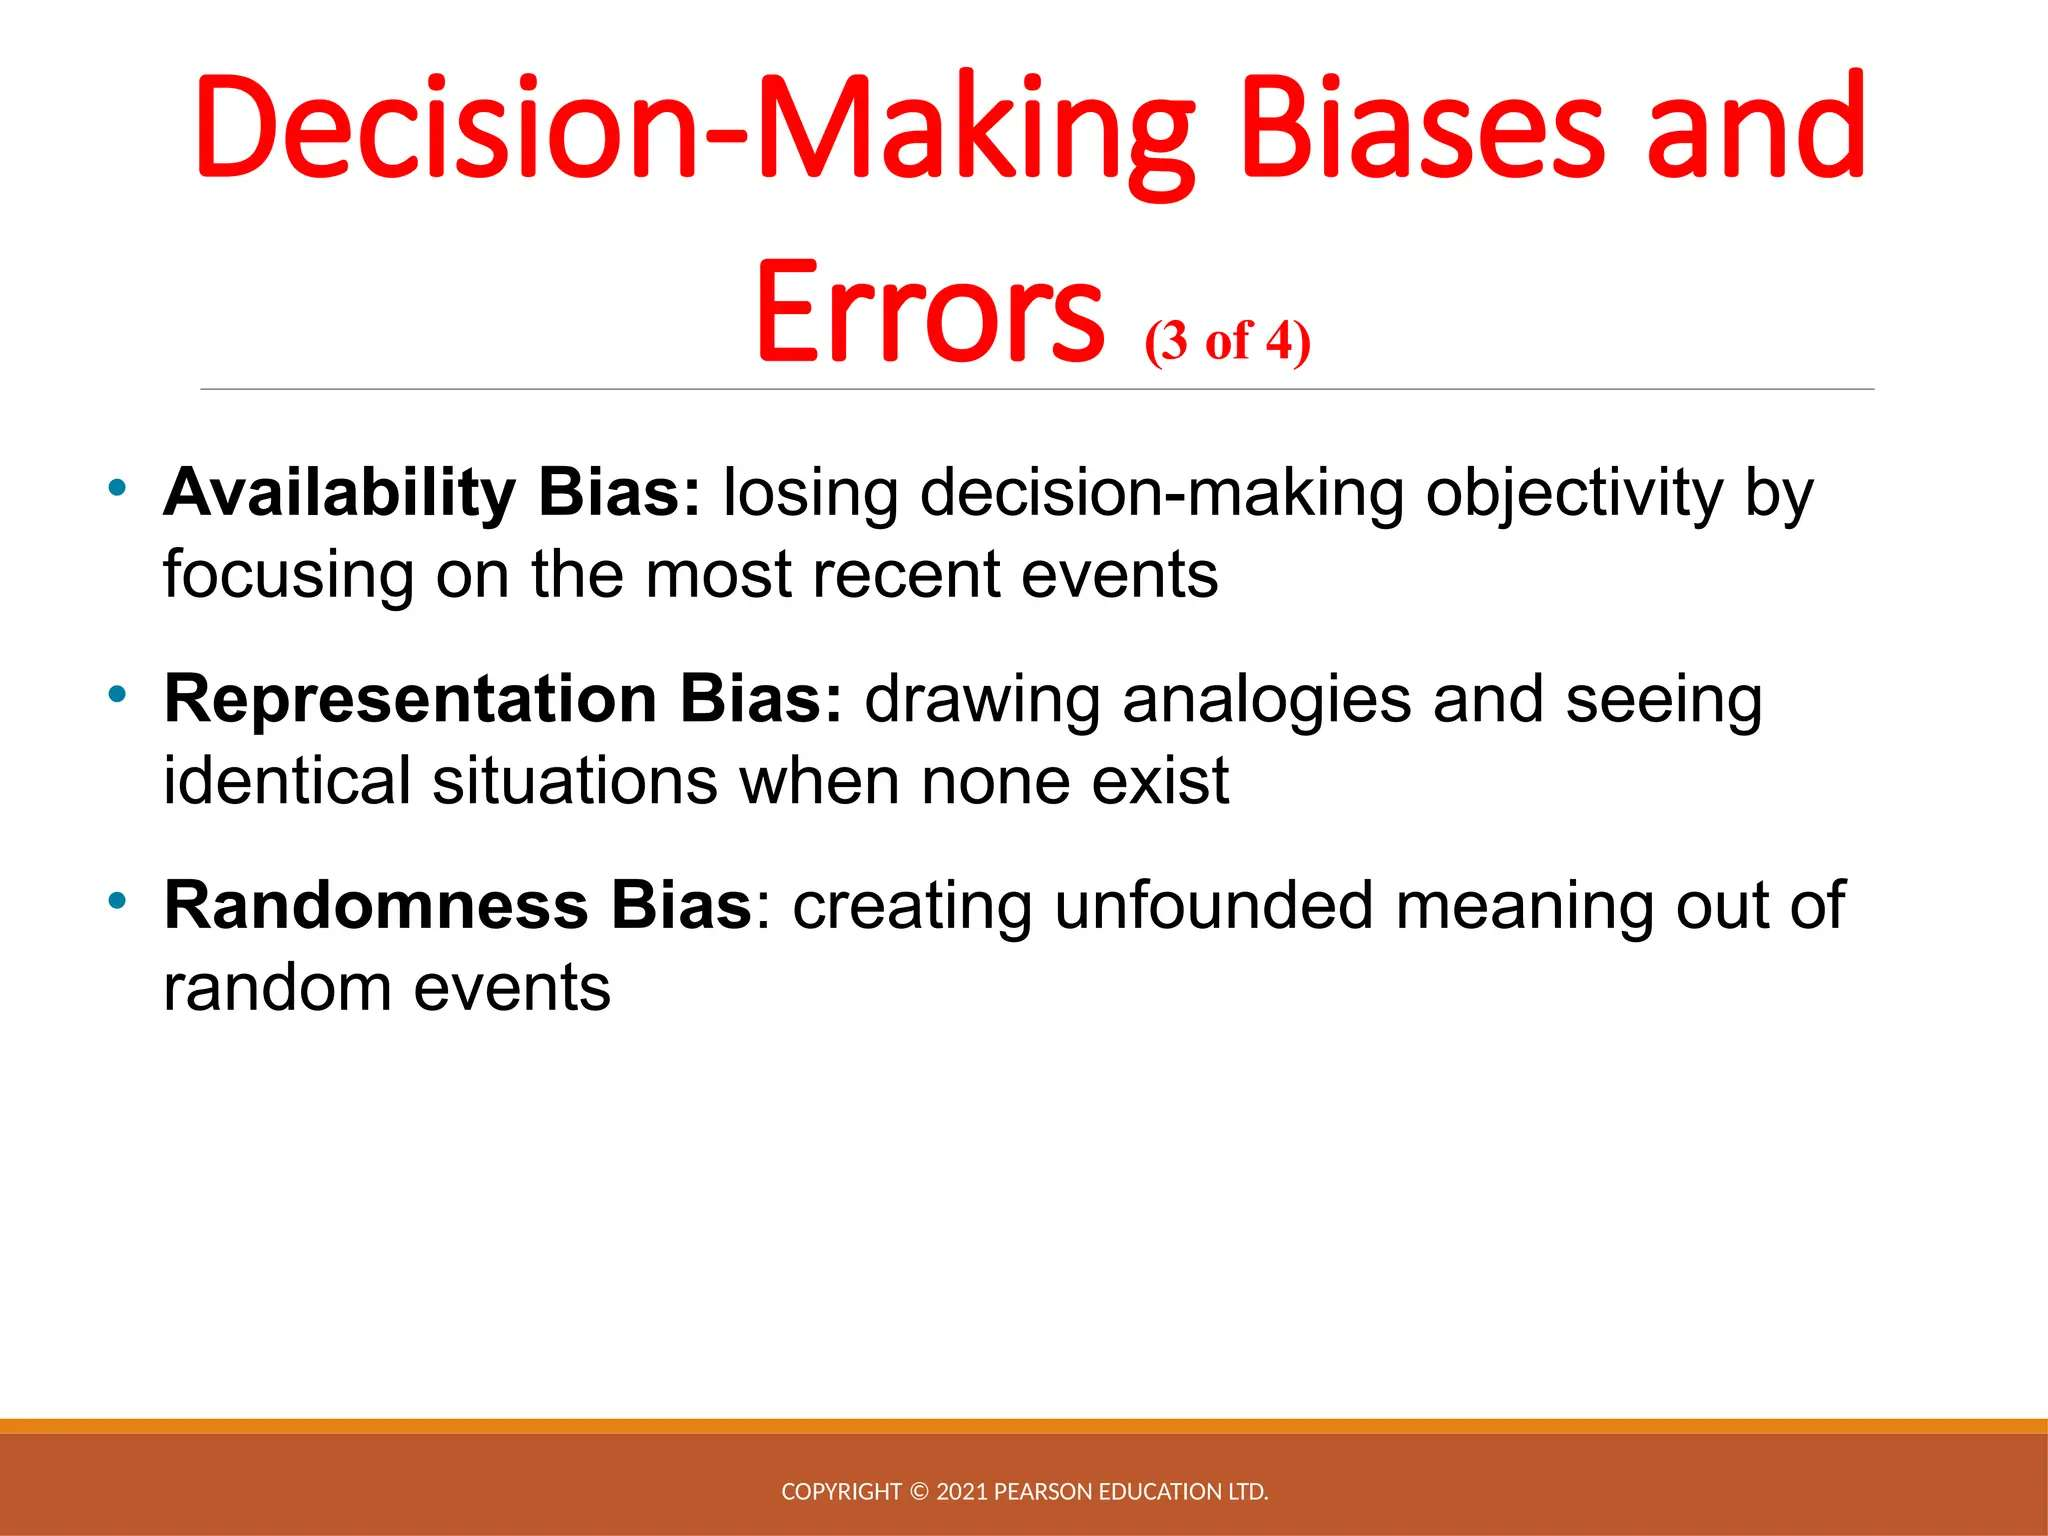 Decision-Making Biases and
Errors (3 of 4)
• Availability Bias: losing decision-making objectivity by
focusing on the most recent events
• Representation Bias: drawing analogies and seeing
identical situations when none exist
• Randomness Bias: creating unfounded meaning out of
random events
COPYRIGHT © 2021 PEARSON EDUCATION LTD.